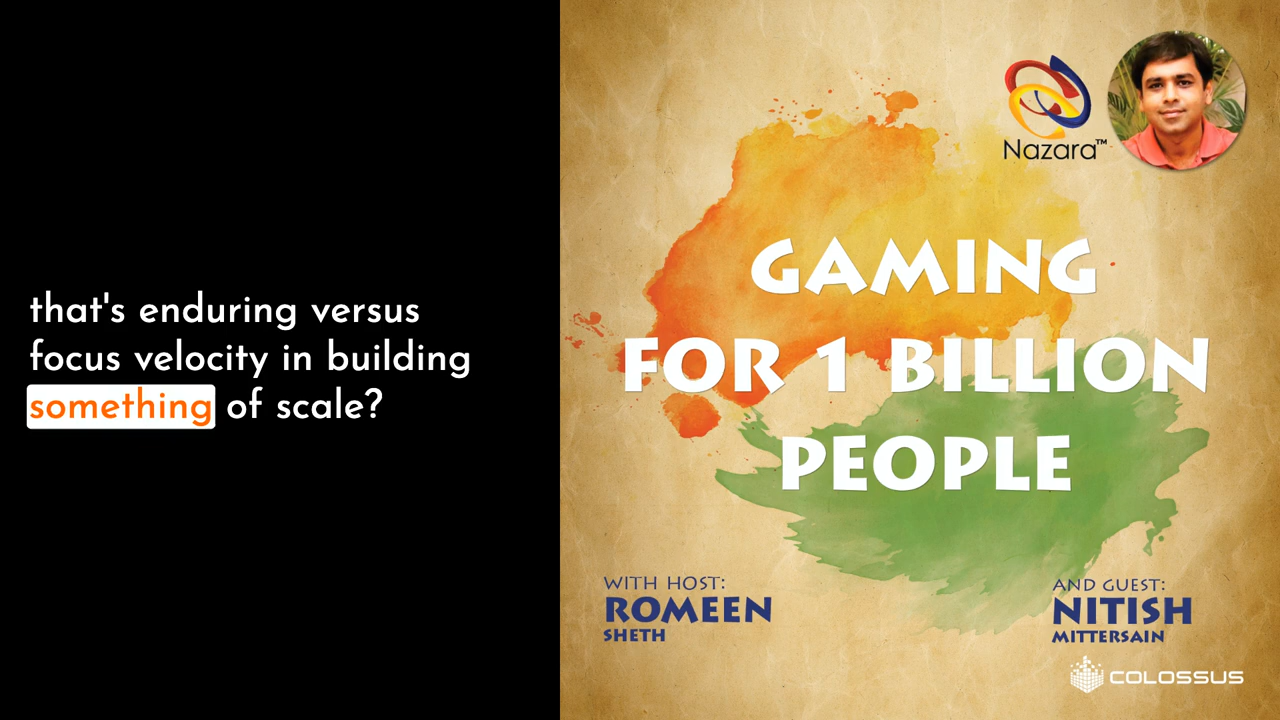 that's enduring versus
focus velocity in building
something of scale?
Nazara™
GAMING
FOR 1 BILLION
PEOPLE
WITH HOST:
ROMEEN
SHETH
AND GUEST:
NITISH
MITTERSAIN
COLOSSUS